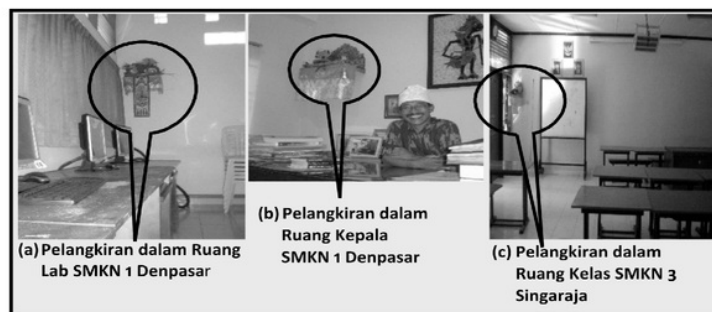 (a) Pelangkiran dalam Ruang
Lab SMKN 1 Denpasar
(b) Pelangkiran dalam
Ruang Kepala
SMKN 1 Denpasar
(c) Pelangkiran dalam
Ruang Kelas SMKN 3
Singaraja